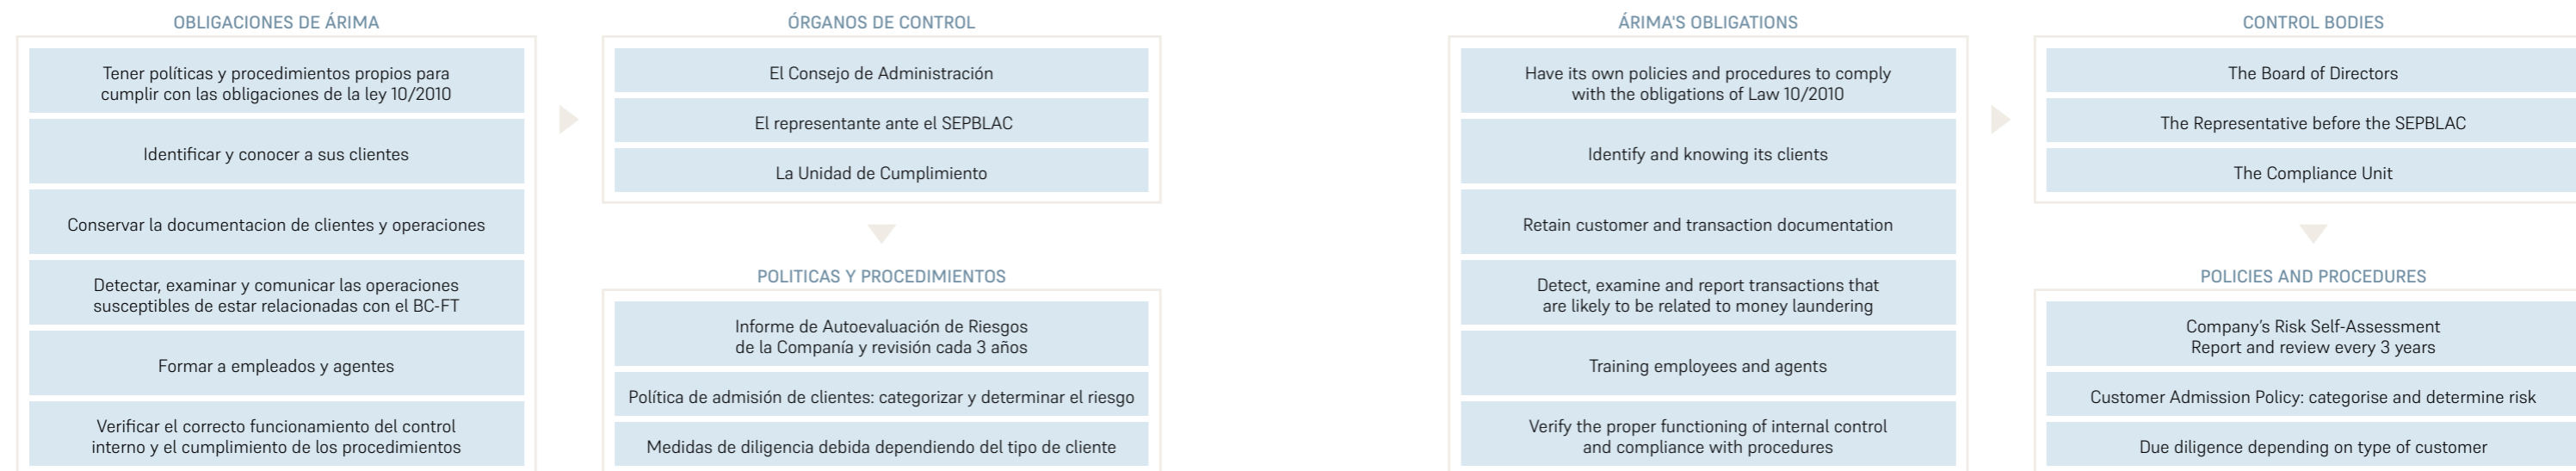 OBLIGACIONES DE ÁRIMA
Tener políticas y procedimientos propios para
cumplir con las obligaciones de la ley 10/2010
Identificar y conocer a sus clientes
Conservar la documentacion de clientes y operaciones
Detectar, examinar y comunicar las operaciones
susceptibles de estar relacionadas con el BC-FT
Formar a empleados y agentes
Verificar el correcto funcionamiento del control
interno y el cumplimiento de los procedimientos
ÓRGANOS DE CONTROL
El Consejo de Administración
El representante ante el SEPBLAC
La Unidad de Cumplimiento
POLITICAS Y PROCEDIMIENTOS
Informe de Autoevaluación de Riesgos
de la Companía y revisión cada 3 años
Política de admisión de clientes: categorizar y determinar el riesgo
Medidas de diligencia debida dependiendo del tipo de cliente
ÁRIMA'S OBLIGATIONS
Have its own policies and procedures to comply
with the obligations of Law 10/2010
Identify and knowing its clients
Retain customer and transaction documentation
Detect, examine and report transactions that
are likely to be related to money laundering
Training employees and agents
Verify the proper functioning of internal control
and compliance with procedures
CONTROL BODIES
The Board of Directors
The Representative before the SEPBLAC
The Compliance Unit
POLICIES AND PROCEDURES
Company's Risk Self-Assessment
Report and review every 3 years
Customer Admission Policy: categorise and determine risk
Due diligence depending on type of customer